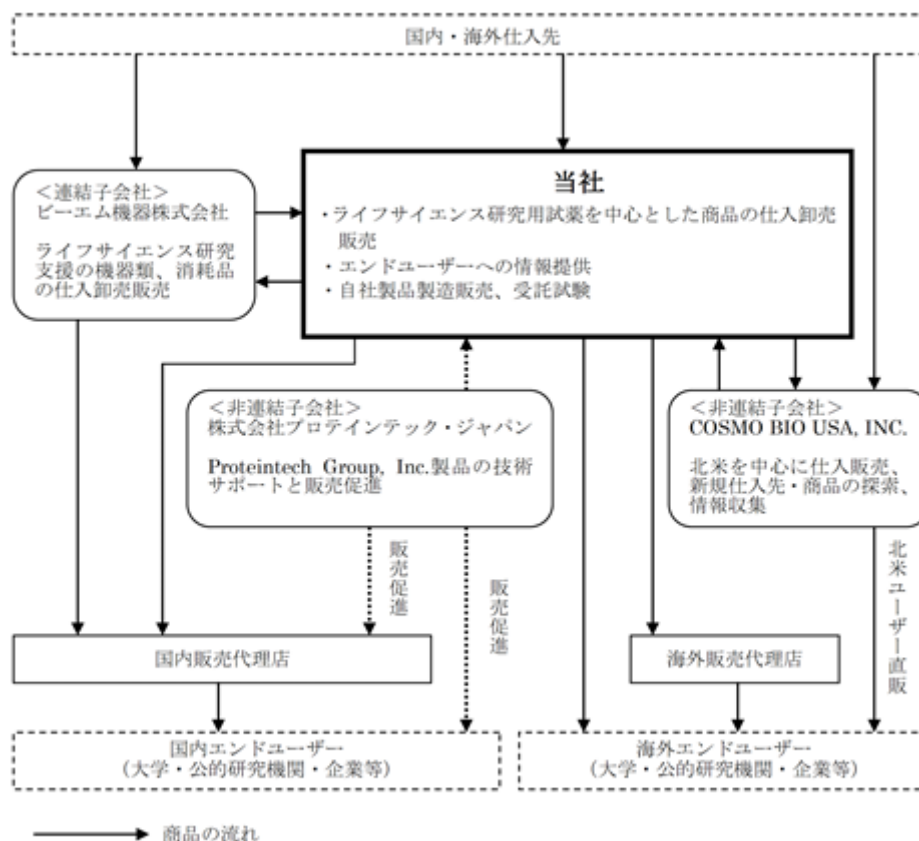 国内・海外仕入先
<連結子会社>
ビーエム機器株式会社
ライフサイエンス研究
支援の機器類、消耗品
の仕入卸売販売
当社
・ライフサイエンス研究用試薬を中心とした商品の仕入卸売
販売
・エンドユーザーへの情報提供
・自社製品製造販売、受託試験
<非連結子会社>
株式会社プロテインテック・ジャパン
Proteintech Group, Inc.製品の技術
サポートと販売促進
<非連結子会社>
COSMO BIO USA, INC.
北米を中心に仕入販売、
新規仕入先・商品の探索、
情報収集
販売促進
販売促進
北米ユーザー直販
国内販売代理店
海外販売代理店
国内エンドユーザー
(大学・公的研究機関・企業等)
海外エンドユーザー
(大学・公的研究機関・企業等)
商品の流れ